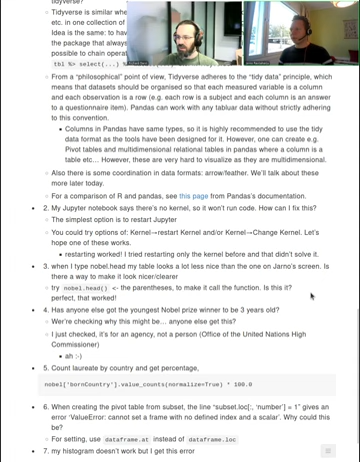 tidyverse?
Tidyverse is similar whe
etc. in one collection of
Idea is the same: to hav
the package that always
possible to chain operat
tbl %>% select(...) %
From a “philosophical” point of view, Tidyverse adheres to the “tidy data” principle, which
means that datasets should be organised so that each measured variable is a column
and each observation is a row (e.g. each row is a subject and each column is an answer
to a questionnaire item). Pandas can work with any tabluar data without strictly adhering
to this convention.
Columns in Pandas have same types, so it is highly recommended to use the tidy
data format as the tools have been designed for it. However, one can create e.g.
Pivot tables and multidimensional relational tables in pandas where a column is a
table etc… However, these are very hard to visualize as they are multidimensional.
Also there is some coordination in data formats: arrow/feather. We’ll talk about these
more later today.
For a comparison of R and pandas, see this page from Pandas’s documentation.
2. My Jupyter notebook says there’s no kernel, so it won’t run code. How can I fix this?
The simplest option is to restart Jupyter
You could try options of: Kernel→restart Kernel and/or Kernel→Change Kernel. Let’s
hope one of these works.
restarting worked! I tried restarting only the kernel before and that didn’t solve it.
3. when I type nobel.head my table looks a lot less nice than the one on Jarno’s screen. Is
there a way to make it look nicer/clearer
try nobel.head() <- the parentheses, to make it call the function. Is this it?
perfect, that worked!
4. Has anyone else got the youngest Nobel prize winner to be 3 years old?
We’re checking why this might be… anyone else get this?
I just checked, it’s for an agency, not a person (Office of the United Nations High
Commissioner)
ah :-)
5. Count laureate by country and get percentage,
nobel['bornCountry'].value_counts(normalize=True) * 100.0
6. When creating the pivot table from subset, the line “subset.loc[:, ‘number’] = 1” gives an
error ‘ValueError: cannot set a frame with no defined index and a scalar’. Why could this
be?
For setting, use dataframe.at instead of dataframe.loc
7. my histogram doesn’t work but I get this error